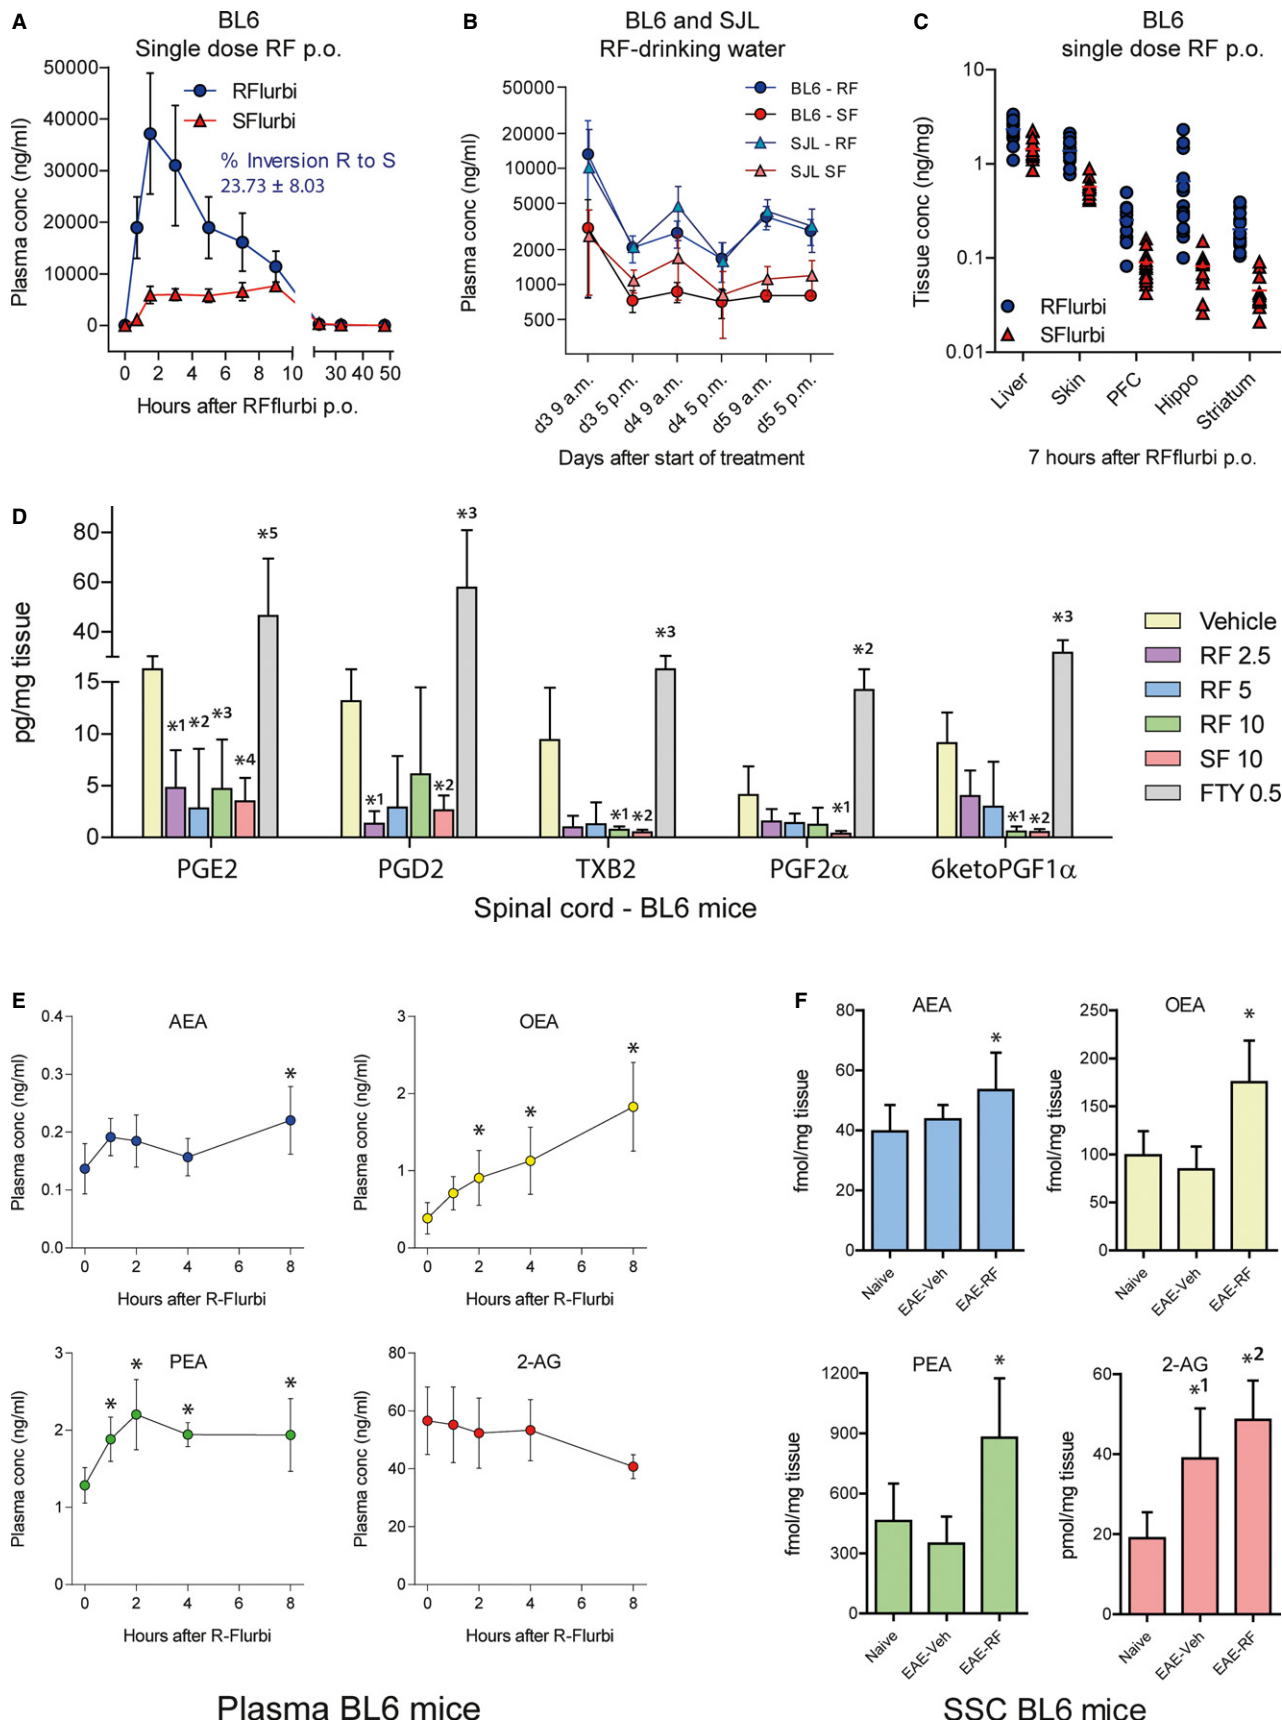 A
BL6
Single dose RF p.o.
Plasma conc (ng/ml)
50000
40000
30000
20000
10000
0
RFlurbi
SFlurbi
% Inversion R to S
23.73 ± 8.03
0 2 4 6 8 10 30 40 50
Hours after RFflurbi p.o.
B
BL6 and SJL
RF-drinking water
Plasma conc (ng/ml)
50000
20000
10000
5000
2000
1000
500
BL6 - RF
BL6 - SF
SJL - RF
SJL SF
d3 9 a.m.
d3 5 p.m.
d4 9 a.m.
d4 5 p.m.
d5 9 a.m.
d5 5 p.m.
Days after start of treatment
C
BL6
single dose RF p.o.
Tissue conc (ng/mg)
10
1
0.1
0.01
RFlurbi
SFlurbi
Liver
Skin
PFC
Hippo
Striatum
7 hours after RFflurbi p.o.
D
pg/mg tissue
80
60
40
15
10
5
0
*1 *2 *3 *4 *5
*1 *2 *3
*1 *2 *3
*1 *2
*1 *2 *3
PGE2
PGD2
TXB2
PGF2α
6ketoPGF1α
Spinal cord - BL6 mice
Vehicle
RF 2.5
RF 5
RF 10
SF 10
FTY 0.5
E
AEA
Plasma conc (ng/ml)
0.4
0.3
0.2
0.1
0.0
*
0 2 4 6 8
Hours after R-Flurbi
OEA
Plasma conc (ng/ml)
3
2
1
0
* * *
0 2 4 6 8
Hours after R-Flurbi
PEA
Plasma conc (ng/ml)
3
2
1
0
* * * *
0 2 4 6 8
Hours after R-Flurbi
2-AG
Plasma conc (ng/ml)
80
60
40
20
0
0 2 4 6 8
Hours after R-Flurbi
Plasma BL6 mice
F
AEA
fmol/mg tissue
80
60
40
20
0
*
Naive
EAE-Veh
EAE-RF
OEA
fmol/mg tissue
250
200
150
100
50
0
*
Naive
EAE-Veh
EAE-RF
PEA
fmol/mg tissue
1200
900
600
300
0
*
Naive
EAE-Veh
EAE-RF
2-AG
pmol/mg tissue
60
40
20
0
*1 *2
Naive
EAE-Veh
EAE-RF
SSC BL6 mice